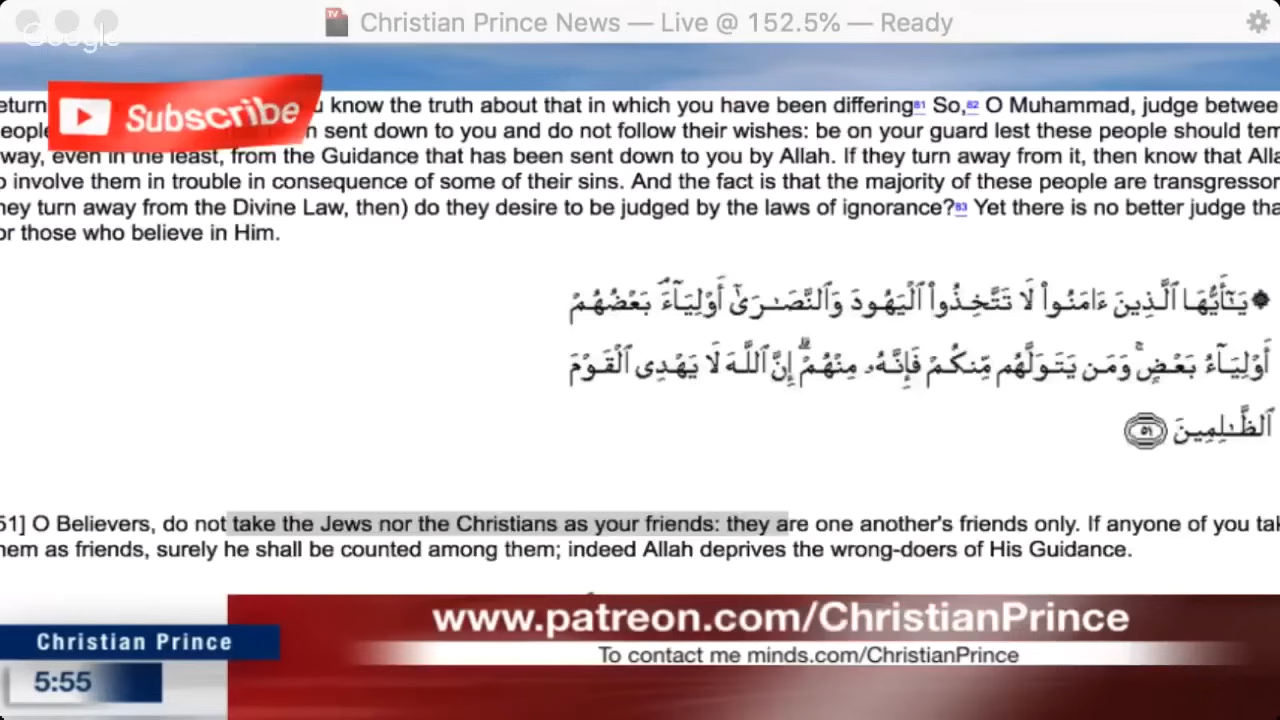 Christian Prince News — Live @ 152.5% — Ready
Google
Subscribe
eturn u know the truth about that in which you have been differing81 So,82 O Muhammad, judge betwee
eople n sent down to you and do not follow their wishes: be on your guard lest these people should tem
way, even in the least, from the Guidance that has been sent down to you by Allah. If they turn away from it, then know that Alla
o involve them in trouble in consequence of some of their sins. And the fact is that the majority of these people are transgressor
hey turn away from the Divine Law, then) do they desire to be judged by the laws of ignorance?83 Yet there is no better judge tha
or those who believe in Him.
۞ يَـٰٓأَيُّهَا ٱلَّذِينَ ءَامَنُوا۟ لَا تَتَّخِذُوا۟ ٱلْيَهُودَ وَٱلنَّصَـٰرَىٰٓ أَوْلِيَآءَ ۘ بَعْضُهُمْ
أَوْلِيَآءُ بَعْضٍ ۚ وَمَن يَتَوَلَّهُم مِّنكُمْ فَإِنَّهُۥ مِنْهُمْ ۗ إِنَّ ٱللَّهَ لَا يَهْدِى ٱلْقَوْمَ
ٱلظَّـٰلِمِينَ ٥١
51] O Believers, do not take the Jews nor the Christians as your friends: they are one another's friends only. If anyone of you tak
hem as friends, surely he shall be counted among them; indeed Allah deprives the wrong-doers of His Guidance.
www.patreon.com/ChristianPrince
Christian Prince
To contact me minds.com/ChristianPrince
5:55